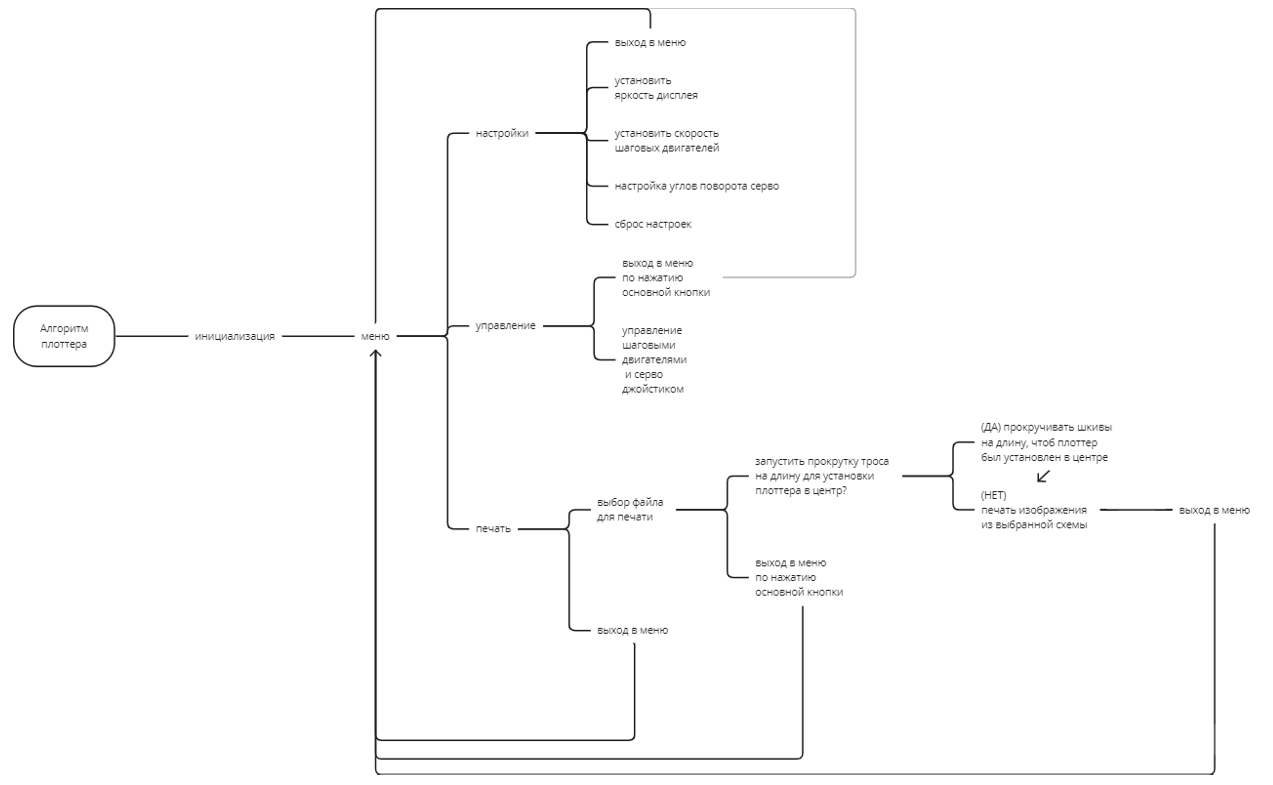 Алгоритм
плоттера
инициализация
меню
настройки
выход в меню
установить
яркость дисплея
установить скорость
шаговых двигателей
настройка углов поворота серво
сброс настроек
управление
выход в меню
по нажатию
основной кнопки
управление
шаговыми
двигателями
и серво
джойстиком
печать
выбор файла
для печати
запустить прокрутку троса
на длину для установки
плоттера в центр?
(ДА) прокручивать шкивы
на длину, чтоб плоттер
был установлен в центре
(НЕТ)
печать изображения
из выбранной схемы
выход в меню
выход в меню
по нажатию
основной кнопки
выход в меню